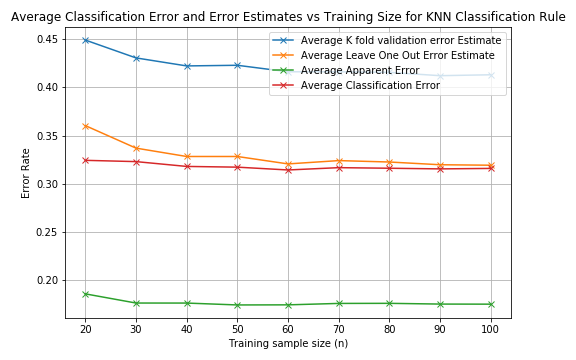 Average Classification Error and Error Estimates vs Training Size for KNN Classification Rule
Average K fold validation error Estimate
Average Leave One Out Error Estimate
Average Apparent Error
Average Classification Error
Error Rate
0.45
0.40
0.35
0.30
0.25
0.20
20 30 40 50 60 70 80 90 100
Training sample size (n)